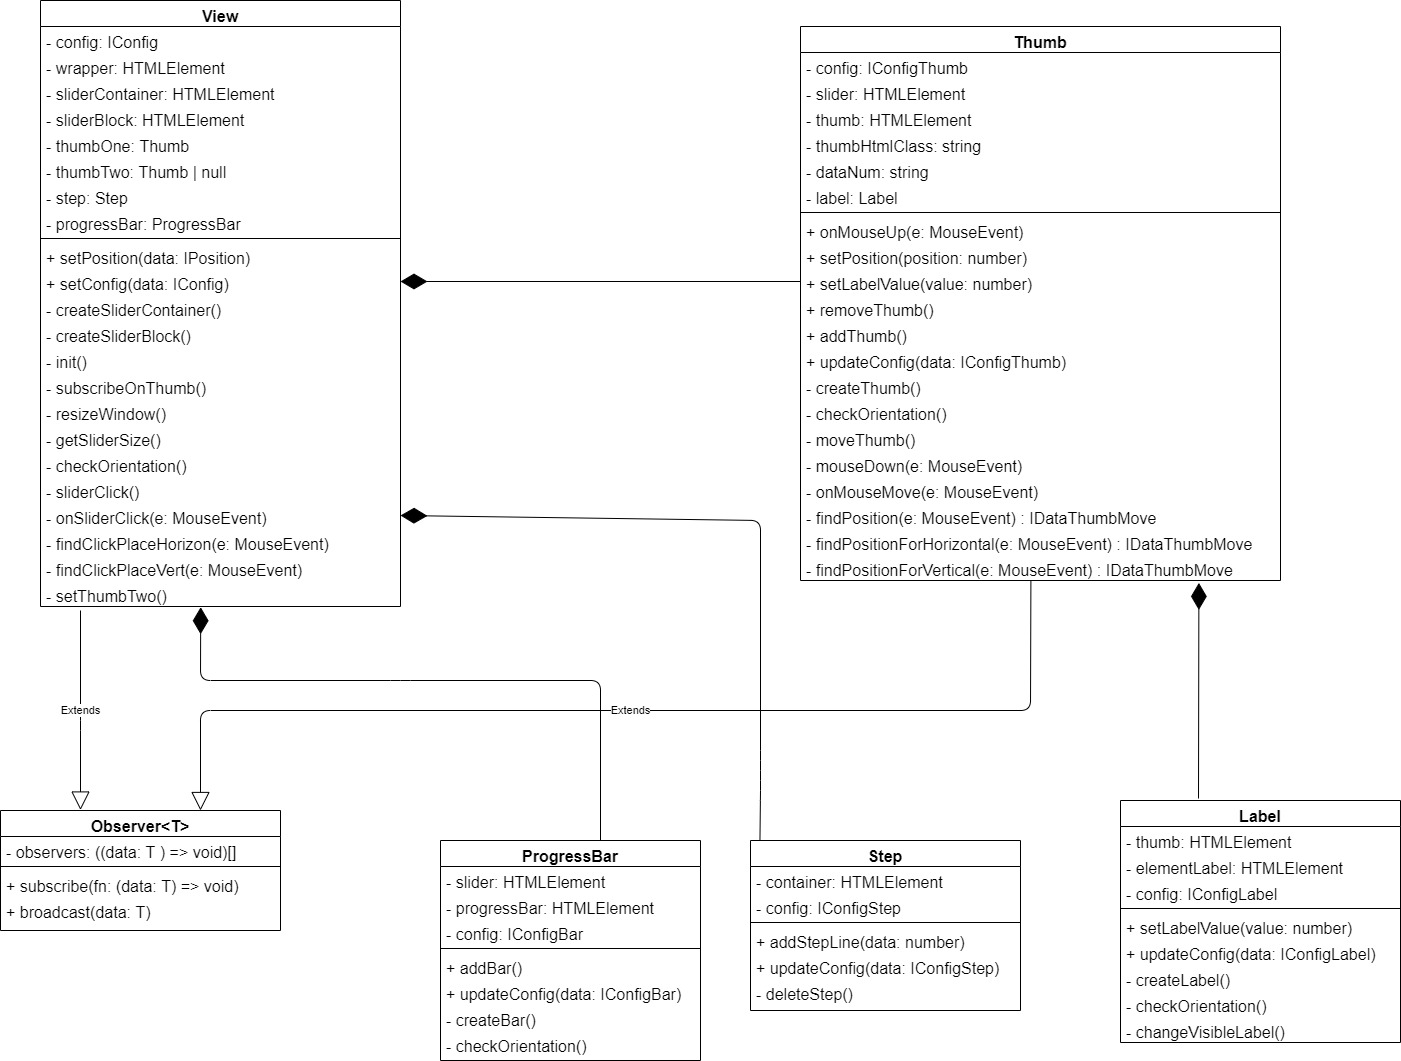 View
- config: IConfig
- wrapper: HTMLElement
- sliderContainer: HTMLElement
- sliderBlock: HTMLElement
- thumbOne: Thumb
- thumbTwo: Thumb | null
- step: Step
- progressBar: ProgressBar
+ setPosition(data: IPosition)
+ setConfig(data: IConfig)
- createSliderContainer()
- createSliderBlock()
- init()
- subscribeOnThumb()
- resizeWindow()
- getSliderSize()
- checkOrientation()
- sliderClick()
- onSliderClick(e: MouseEvent)
- findClickPlaceHorizon(e: MouseEvent)
- findClickPlaceVert(e: MouseEvent)
- setThumbTwo()
Thumb
- config: IConfigThumb
- slider: HTMLElement
- thumb: HTMLElement
- thumbHtmlClass: string
- dataNum: string
- label: Label
+ onMouseUp(e: MouseEvent)
+ setPosition(position: number)
+ setLabelValue(value: number)
+ removeThumb()
+ addThumb()
+ updateConfig(data: IConfigThumb)
- createThumb()
- checkOrientation()
- moveThumb()
- mouseDown(e: MouseEvent)
- onMouseMove(e: MouseEvent)
- findPosition(e: MouseEvent) : IDataThumbMove
- findPositionForHorizontal(e: MouseEvent) : IDataThumbMove
- findPositionForVertical(e: MouseEvent) : IDataThumbMove
Extends
Extends
Observer<T>
- observers: ((data: T ) => void)[]
+ subscribe(fn: (data: T) => void)
+ broadcast(data: T)
ProgressBar
- slider: HTMLElement
- progressBar: HTMLElement
- config: IConfigBar
+ addBar()
+ updateConfig(data: IConfigBar)
- createBar()
- checkOrientation()
Step
- container: HTMLElement
- config: IConfigStep
+ addStepLine(data: number)
+ updateConfig(data: IConfigStep)
- deleteStep()
Label
- thumb: HTMLElement
- elementLabel: HTMLElement
- config: IConfigLabel
+ setLabelValue(value: number)
+ updateConfig(data: IConfigLabel)
- createLabel()
- checkOrientation()
- changeVisibleLabel()